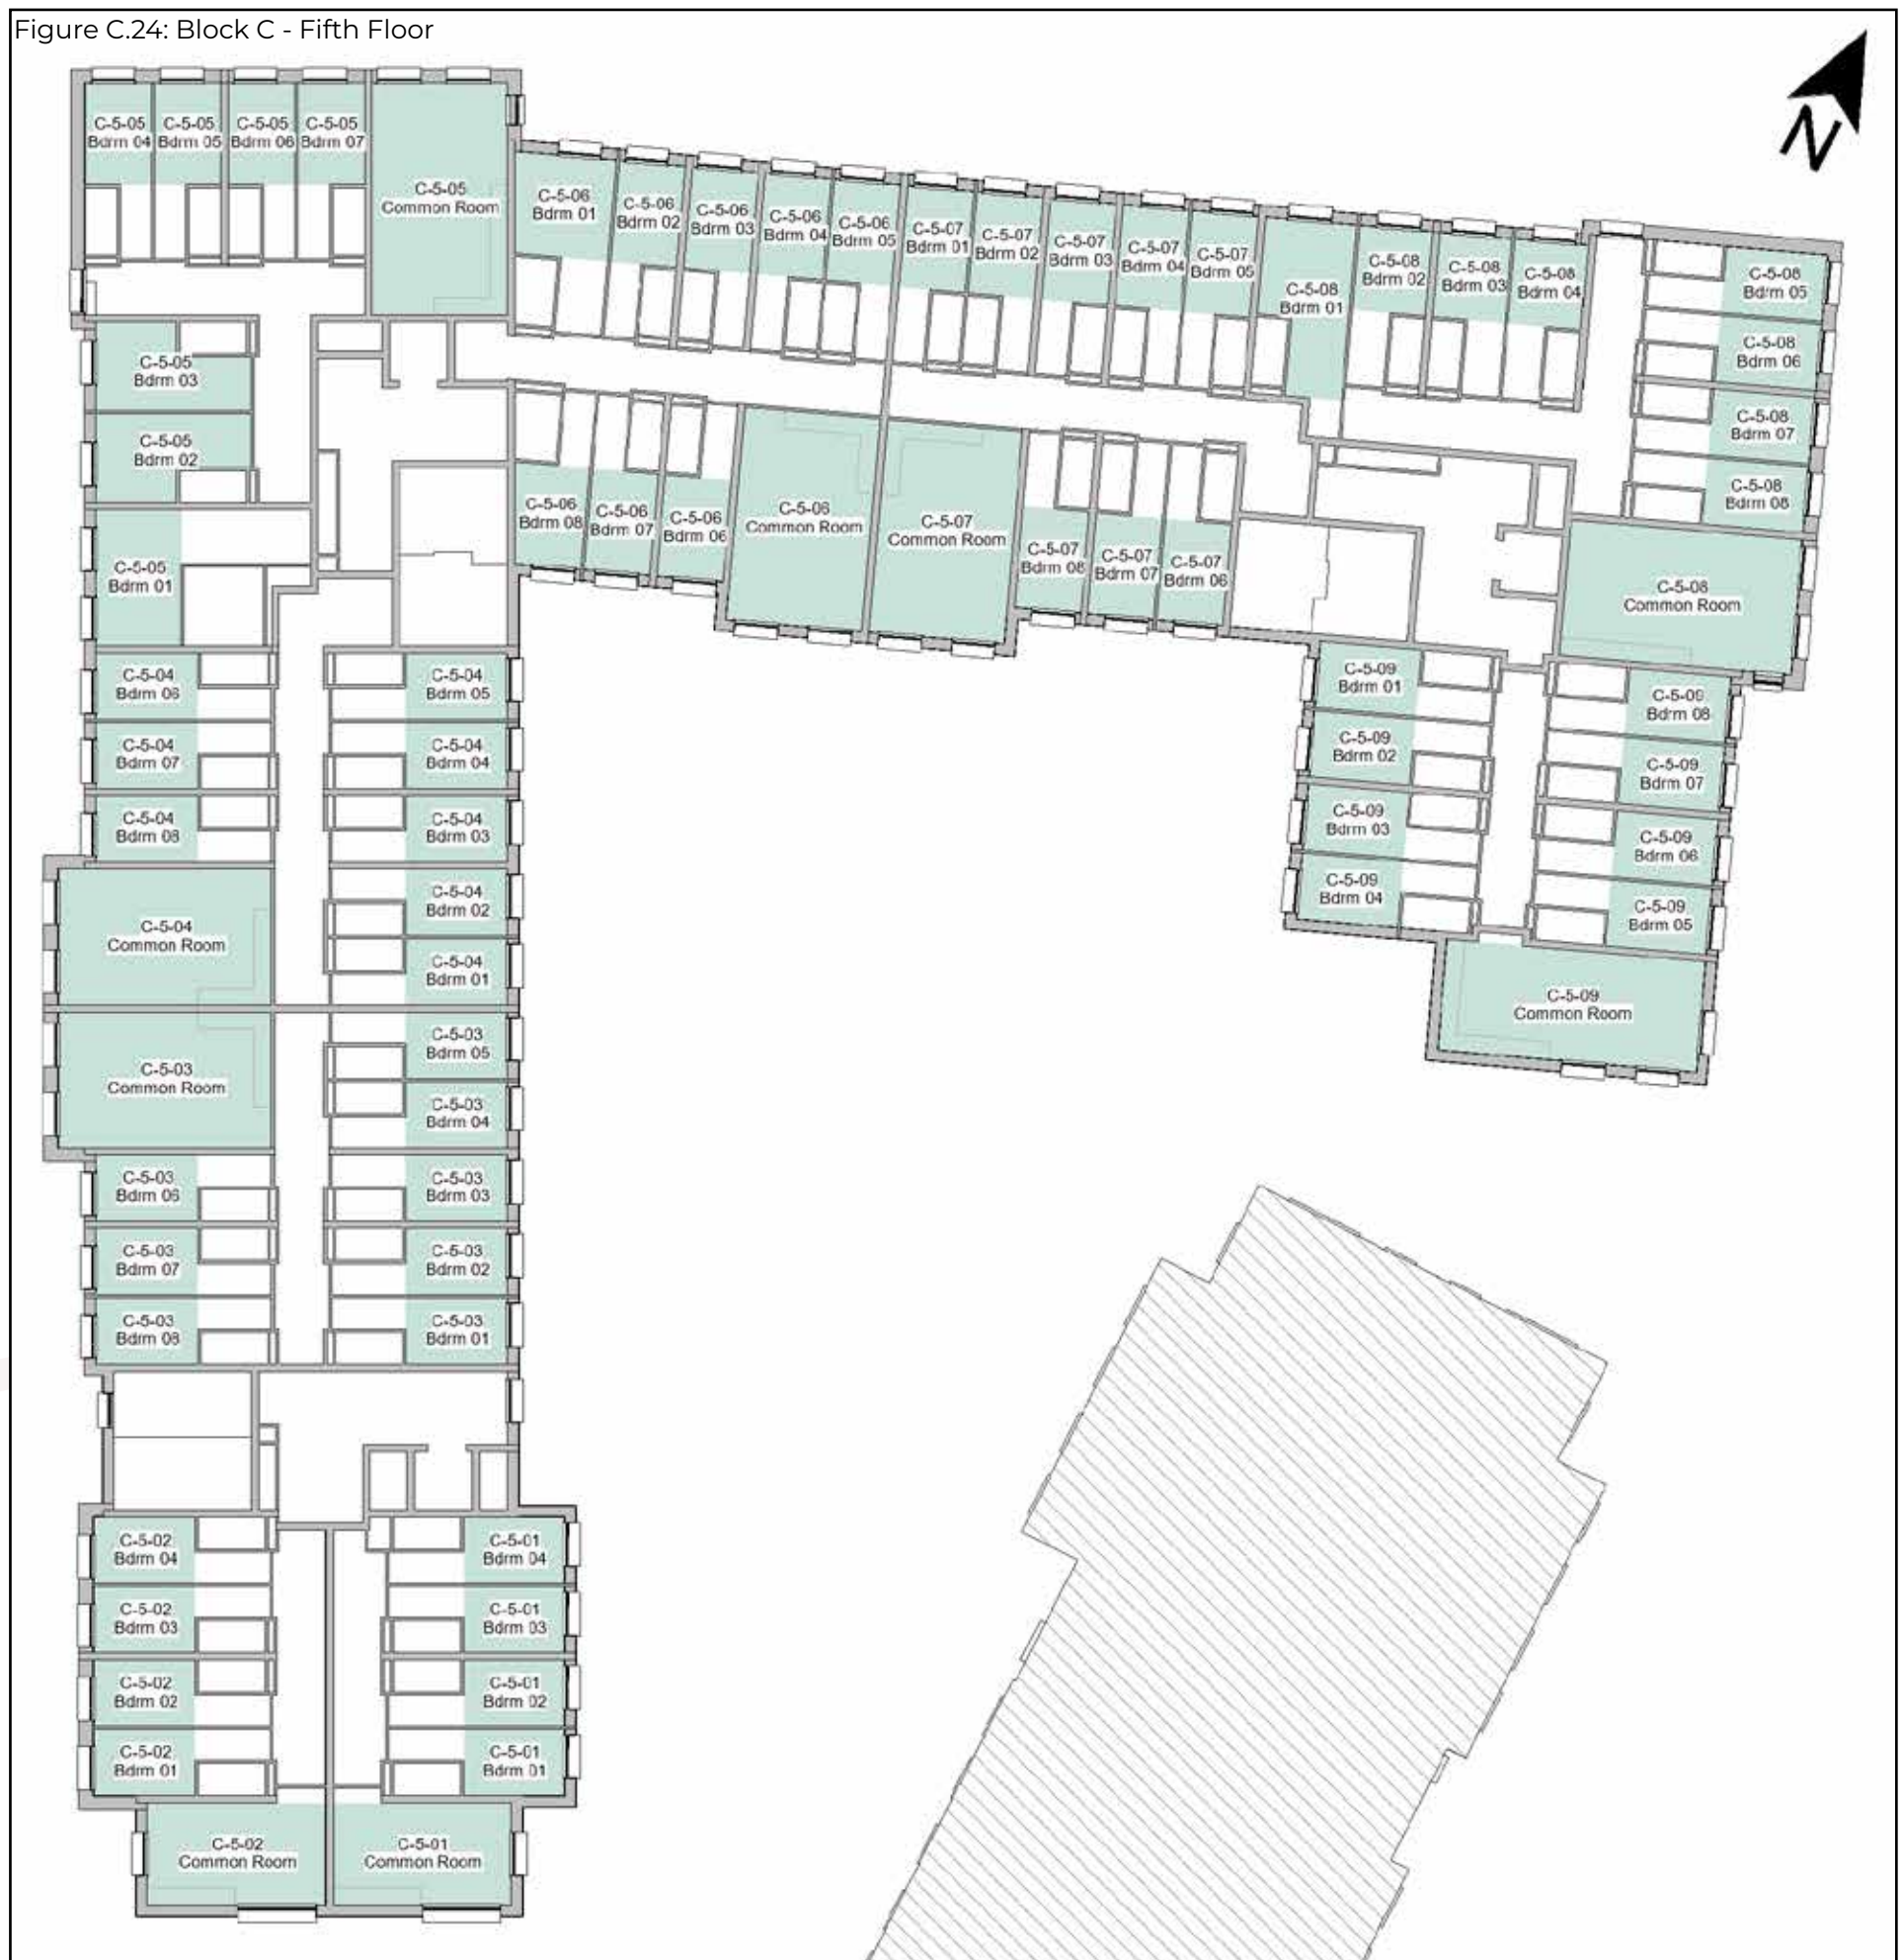 Figure C.24: Block C - Fifth Floor
N
C-5-05
Bdrm 04
C-5-05
Bdrm 05
C-5-05
Bdrm 06
C-5-05
Bdrm 07
C-5-05
Common Room
C-5-06
Bdrm 01
C-5-06
Bdrm 02
C-5-06
Bdrm 03
C-5-06
Bdrm 04
C-5-06
Bdrm 05
C-5-07
Bdrm 01
C-5-07
Bdrm 02
C-5-07
Bdrm 03
C-5-07
Bdrm 04
C-5-07
Bdrm 05
C-5-08
Bdrm 01
C-5-08
Bdrm 02
C-5-08
Bdrm 03
C-5-08
Bdrm 04
C-5-08
Bdrm 05
C-5-08
Bdrm 06
C-5-08
Bdrm 07
C-5-08
Bdrm 08
C-5-05
Bdrm 03
C-5-05
Bdrm 02
C-5-05
Bdrm 01
C-5-06
Bdrm 08
C-5-06
Bdrm 07
C-5-06
Bdrm 06
C-5-06
Common Room
C-5-07
Common Room
C-5-07
Bdrm 08
C-5-07
Bdrm 07
C-5-07
Bdrm 06
C-5-08
Common Room
C-5-09
Bdrm 01
C-5-09
Bdrm 02
C-5-09
Bdrm 03
C-5-09
Bdrm 04
C-5-09
Bdrm 08
C-5-09
Bdrm 07
C-5-09
Bdrm 06
C-5-09
Bdrm 05
C-5-09
Common Room
C-5-04
Bdrm 06
C-5-04
Bdrm 05
C-5-04
Bdrm 07
C-5-04
Bdrm 04
C-5-04
Bdrm 08
C-5-04
Bdrm 03
C-5-04
Bdrm 02
C-5-04
Common Room
C-5-04
Bdrm 01
C-5-03
Bdrm 05
C-5-03
Common Room
C-5-03
Bdrm 04
C-5-03
Bdrm 06
C-5-03
Bdrm 03
C-5-03
Bdrm 07
C-5-03
Bdrm 02
C-5-03
Bdrm 08
C-5-03
Bdrm 01
C-5-02
Bdrm 04
C-5-01
Bdrm 04
C-5-02
Bdrm 03
C-5-01
Bdrm 03
C-5-02
Bdrm 02
C-5-01
Bdrm 02
C-5-02
Bdrm 01
C-5-01
Bdrm 01
C-5-02
Common Room
C-5-01
Common Room